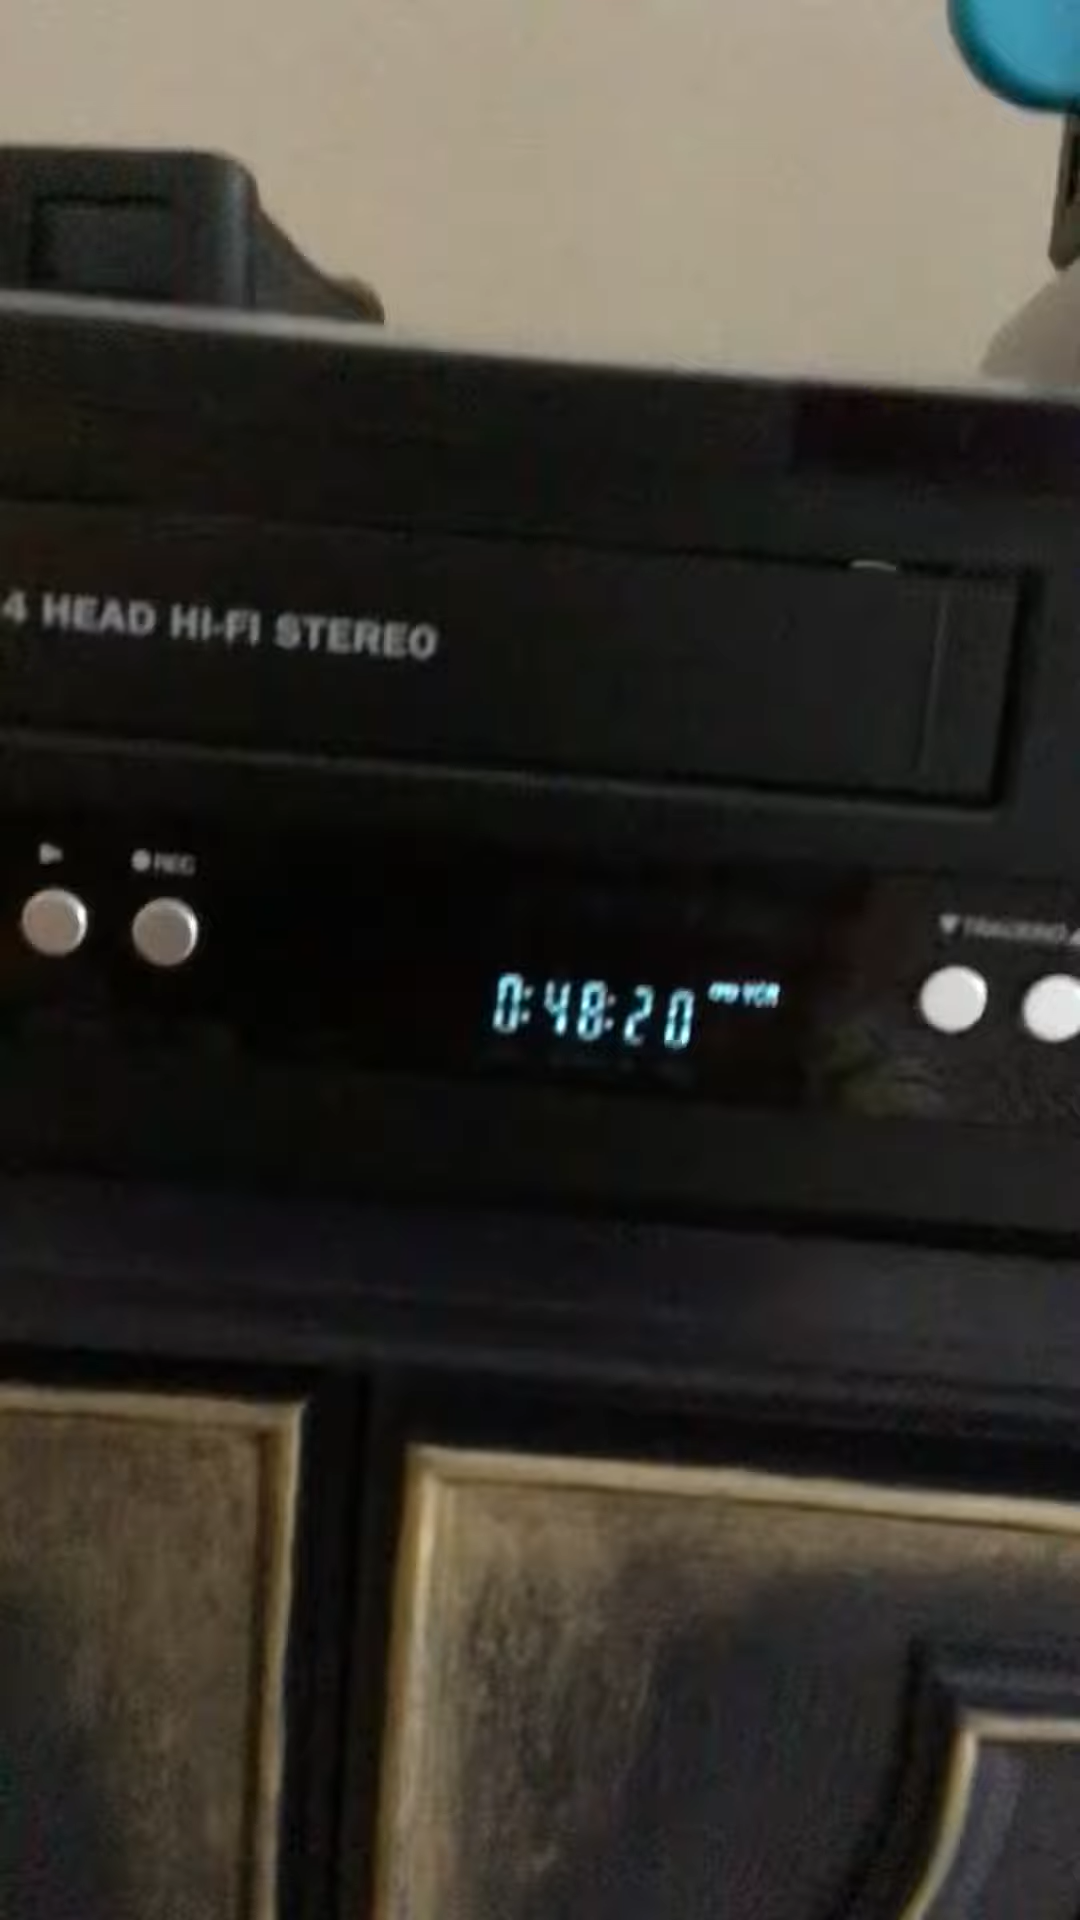 4 HEAD HI-FI STEREO
● REC
▼ TRACKING ▲
0:48:20 VCR